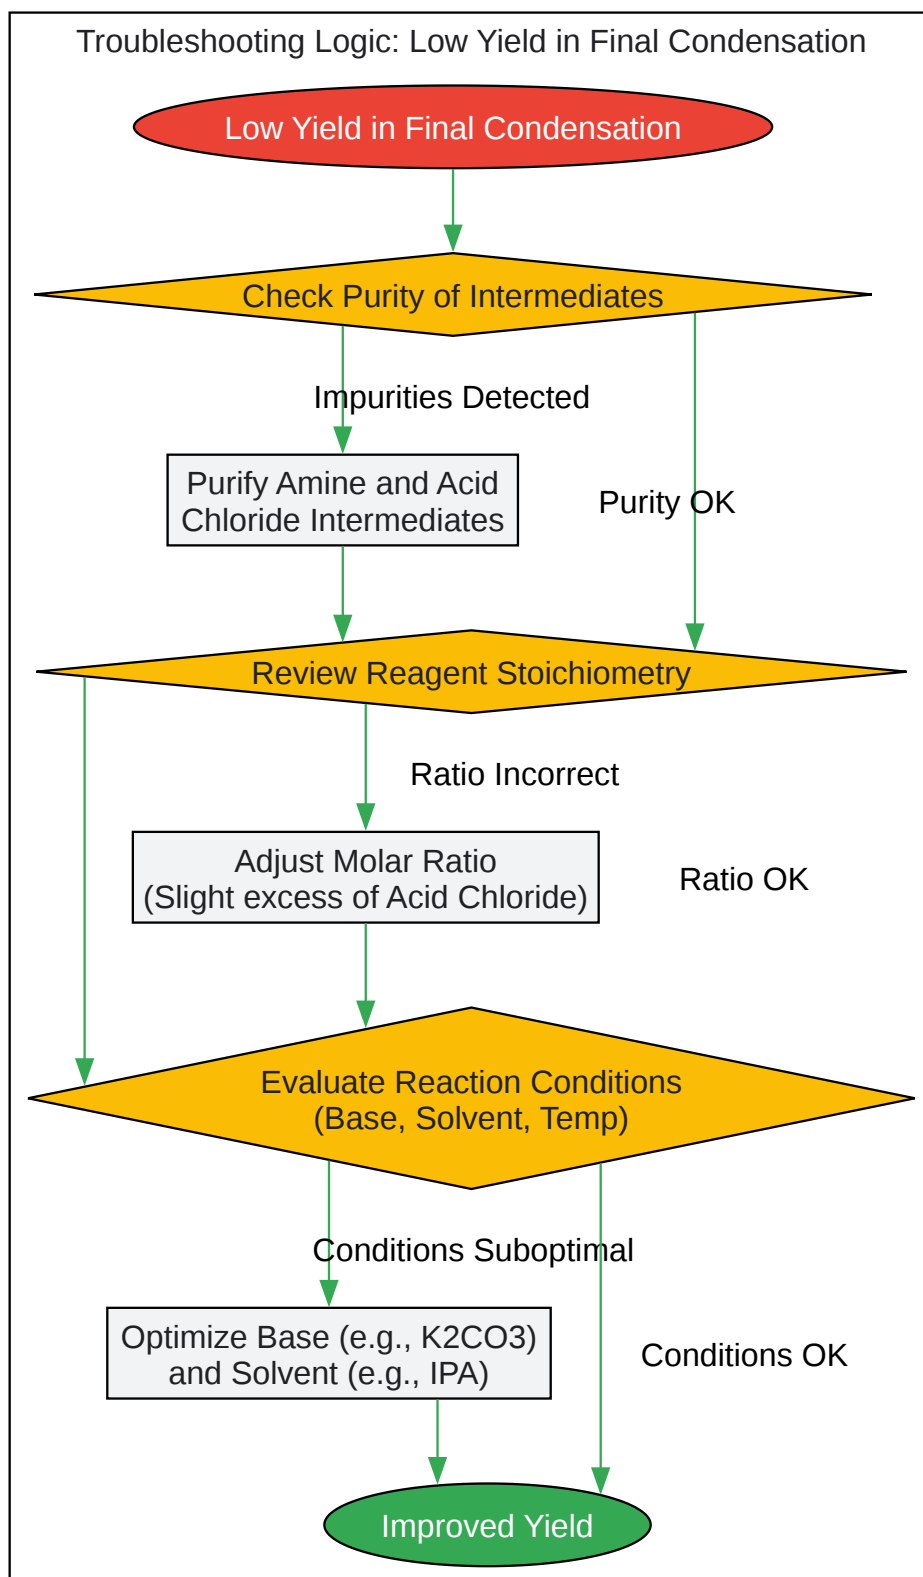 Troubleshooting Logic: Low Yield in Final Condensation
Low Yield in Final Condensation
Check Purity of Intermediates
Impurities Detected
Purify Amine and Acid
Chloride Intermediates
Purity OK
Review Reagent Stoichiometry
Ratio Incorrect
Adjust Molar Ratio
(Slight excess of Acid Chloride)
Ratio OK
Evaluate Reaction Conditions
(Base, Solvent, Temp)
Conditions Suboptimal
Optimize Base (e.g., K2CO3)
and Solvent (e.g., IPA)
Conditions OK
Improved Yield